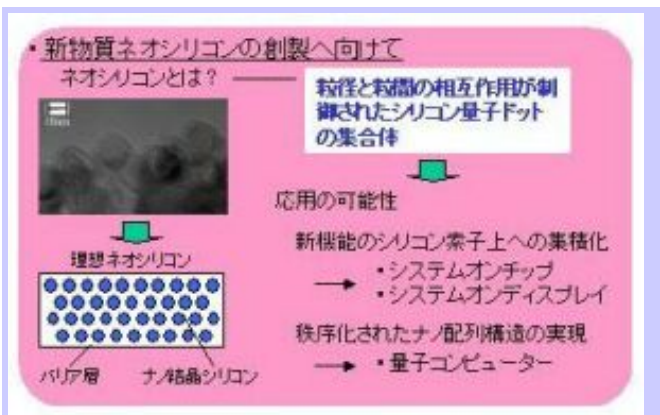 ・新物質ネオシリコンの創製へ向けて
ネオシリコンとは？
粒径と粒間の相互作用が制
御されたシリコン量子ドット
の集合体
応用の可能性
新機能のシリコン素子上への集積化
・システムオンチップ
・システムオンディスプレイ
秩序化されたナノ配列構造の実現
・量子コンピューター
理想ネオシリコン
バリア層
ナノ結晶シリコン